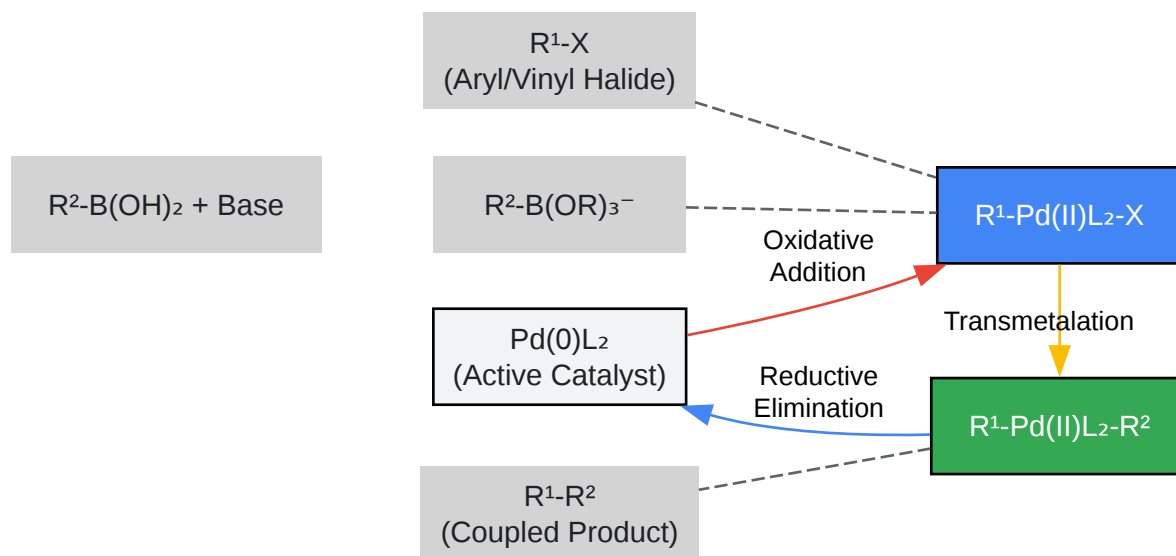 R¹-X
(Aryl/Vinyl Halide)
R²-B(OH)₂ + Base
R²-B(OR)₃⁻
R¹-Pd(II)L₂-X
Oxidative
Addition
Transmetalation
Pd(0)L₂
(Active Catalyst)
Reductive
Elimination
R¹-Pd(II)L₂-R²
R¹-R²
(Coupled Product)